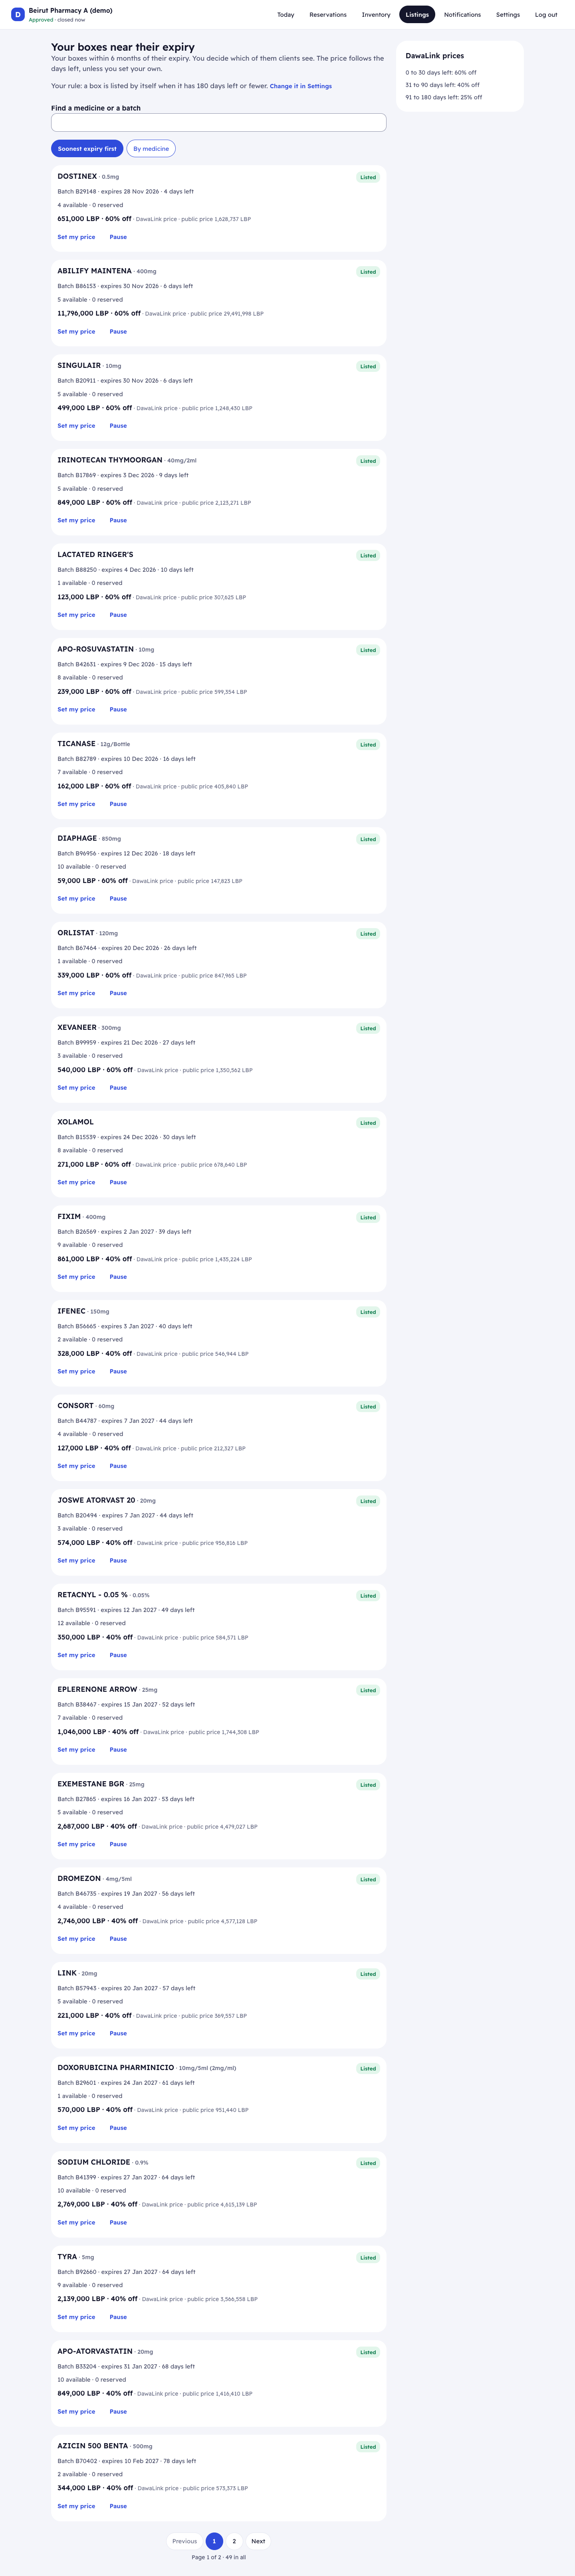 D
Beirut Pharmacy A (demo)
Approved · closed now
Today
Reservations
Inventory
Listings
Notifications
Settings
Log out
Your boxes near their expiry
Your boxes within 6 months of their expiry. You decide which of them clients see. The price follows the
days left, unless you set your own.
Your rule: a box is listed by itself when it has 180 days left or fewer. Change it in Settings
Find a medicine or a batch
Soonest expiry first
By medicine
DawaLink prices
0 to 30 days left: 60% off
31 to 90 days left: 40% off
91 to 180 days left: 25% off
DOSTINEX · 0.5mg
Listed
Batch B29148 · expires 28 Nov 2026 · 4 days left
4 available · 0 reserved
651,000 LBP · 60% off · DawaLink price · public price 1,628,737 LBP
Set my price
Pause
ABILIFY MAINTENA · 400mg
Listed
Batch B86153 · expires 30 Nov 2026 · 6 days left
5 available · 0 reserved
11,796,000 LBP · 60% off · DawaLink price · public price 29,491,998 LBP
Set my price
Pause
SINGULAIR · 10mg
Listed
Batch B20911 · expires 30 Nov 2026 · 6 days left
5 available · 0 reserved
499,000 LBP · 60% off · DawaLink price · public price 1,248,430 LBP
Set my price
Pause
IRINOTECAN THYMOORGAN · 40mg/2ml
Listed
Batch B17869 · expires 3 Dec 2026 · 9 days left
5 available · 0 reserved
849,000 LBP · 60% off · DawaLink price · public price 2,123,271 LBP
Set my price
Pause
LACTATED RINGER'S
Listed
Batch B88250 · expires 4 Dec 2026 · 10 days left
1 available · 0 reserved
123,000 LBP · 60% off · DawaLink price · public price 307,625 LBP
Set my price
Pause
APO-ROSUVASTATIN · 10mg
Listed
Batch B42631 · expires 9 Dec 2026 · 15 days left
8 available · 0 reserved
239,000 LBP · 60% off · DawaLink price · public price 599,354 LBP
Set my price
Pause
TICANASE · 12g/Bottle
Listed
Batch B82789 · expires 10 Dec 2026 · 16 days left
7 available · 0 reserved
162,000 LBP · 60% off · DawaLink price · public price 405,840 LBP
Set my price
Pause
DIAPHAGE · 850mg
Listed
Batch B96956 · expires 12 Dec 2026 · 18 days left
10 available · 0 reserved
59,000 LBP · 60% off · DawaLink price · public price 147,823 LBP
Set my price
Pause
ORLISTAT · 120mg
Listed
Batch B67464 · expires 20 Dec 2026 · 26 days left
1 available · 0 reserved
339,000 LBP · 60% off · DawaLink price · public price 847,965 LBP
Set my price
Pause
XEVANEER · 300mg
Listed
Batch B99959 · expires 21 Dec 2026 · 27 days left
3 available · 0 reserved
540,000 LBP · 60% off · DawaLink price · public price 1,350,562 LBP
Set my price
Pause
XOLAMOL
Listed
Batch B15539 · expires 24 Dec 2026 · 30 days left
8 available · 0 reserved
271,000 LBP · 60% off · DawaLink price · public price 678,640 LBP
Set my price
Pause
FIXIM · 400mg
Listed
Batch B26569 · expires 2 Jan 2027 · 39 days left
9 available · 0 reserved
861,000 LBP · 40% off · DawaLink price · public price 1,435,224 LBP
Set my price
Pause
IFENEC · 150mg
Listed
Batch B56665 · expires 3 Jan 2027 · 40 days left
2 available · 0 reserved
328,000 LBP · 40% off · DawaLink price · public price 546,944 LBP
Set my price
Pause
CONSORT · 60mg
Listed
Batch B44787 · expires 7 Jan 2027 · 44 days left
4 available · 0 reserved
127,000 LBP · 40% off · DawaLink price · public price 212,327 LBP
Set my price
Pause
JOSWE ATORVAST 20 · 20mg
Listed
Batch B20494 · expires 7 Jan 2027 · 44 days left
3 available · 0 reserved
574,000 LBP · 40% off · DawaLink price · public price 956,816 LBP
Set my price
Pause
RETACNYL - 0.05 % · 0.05%
Listed
Batch B95591 · expires 12 Jan 2027 · 49 days left
12 available · 0 reserved
350,000 LBP · 40% off · DawaLink price · public price 584,571 LBP
Set my price
Pause
EPLERENONE ARROW · 25mg
Listed
Batch B38467 · expires 15 Jan 2027 · 52 days left
7 available · 0 reserved
1,046,000 LBP · 40% off · DawaLink price · public price 1,744,308 LBP
Set my price
Pause
EXEMESTANE BGR · 25mg
Listed
Batch B27865 · expires 16 Jan 2027 · 53 days left
5 available · 0 reserved
2,687,000 LBP · 40% off · DawaLink price · public price 4,479,027 LBP
Set my price
Pause
DROMEZON · 4mg/5ml
Listed
Batch B46735 · expires 19 Jan 2027 · 56 days left
4 available · 0 reserved
2,746,000 LBP · 40% off · DawaLink price · public price 4,577,128 LBP
Set my price
Pause
LINK · 20mg
Listed
Batch B57943 · expires 20 Jan 2027 · 57 days left
5 available · 0 reserved
221,000 LBP · 40% off · DawaLink price · public price 369,557 LBP
Set my price
Pause
DOXORUBICINA PHARMINICIO · 10mg/5ml (2mg/ml)
Listed
Batch B29601 · expires 24 Jan 2027 · 61 days left
1 available · 0 reserved
570,000 LBP · 40% off · DawaLink price · public price 951,440 LBP
Set my price
Pause
SODIUM CHLORIDE · 0.9%
Listed
Batch B41399 · expires 27 Jan 2027 · 64 days left
10 available · 0 reserved
2,769,000 LBP · 40% off · DawaLink price · public price 4,615,139 LBP
Set my price
Pause
TYRA · 5mg
Listed
Batch B92660 · expires 27 Jan 2027 · 64 days left
9 available · 0 reserved
2,139,000 LBP · 40% off · DawaLink price · public price 3,566,558 LBP
Set my price
Pause
APO-ATORVASTATIN · 20mg
Listed
Batch B33204 · expires 31 Jan 2027 · 68 days left
10 available · 0 reserved
849,000 LBP · 40% off · DawaLink price · public price 1,416,410 LBP
Set my price
Pause
AZICIN 500 BENTA · 500mg
Listed
Batch B70402 · expires 10 Feb 2027 · 78 days left
2 available · 0 reserved
344,000 LBP · 40% off · DawaLink price · public price 573,373 LBP
Set my price
Pause
Previous
1
2
Next
Page 1 of 2 · 49 in all